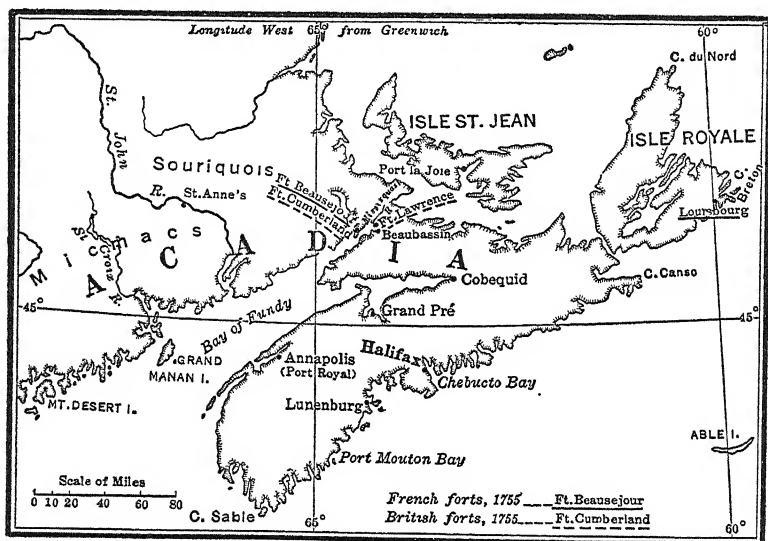 Longitude West 65° from Greenwich
60°
C. du Nord
St. John R.
ISLE ST. JEAN
ISLE ROYALE
Souriquois
Port la Joie
C. Breton
St. Anne's
Ft. Beausejour
Ft. Cumberland
Ft. Lawrence
Louisbourg
Beaubassin
Micmacs
St. Croix R.
ACADIA
Cobequid
C. Canso
45°
45°
Bay of Fundy
Grand Pré
GRAND
MANAN I.
Annapolis
(Port Royal)
Halifax
Chebucto Bay
MT. DESERT I.
Lunenburg
ABLE I.
Port Mouton Bay
Scale of Miles
0 10 20 40 60 80
French forts, 1755 Ft. Beausejour
British forts, 1755 Ft. Cumberland
C. Sable
65°
60°